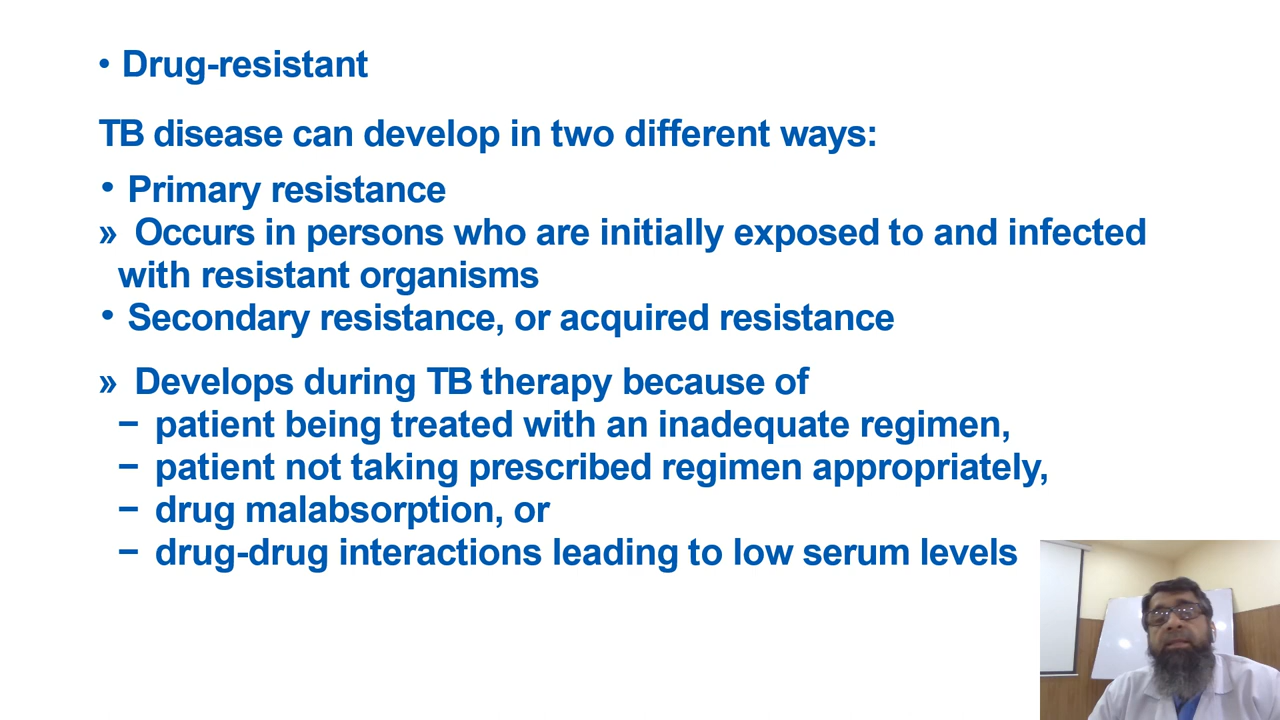 • Drug-resistant
TB disease can develop in two different ways:
• Primary resistance
» Occurs in persons who are initially exposed to and infected
with resistant organisms
• Secondary resistance, or acquired resistance
» Develops during TB therapy because of
− patient being treated with an inadequate regimen,
− patient not taking prescribed regimen appropriately,
− drug malabsorption, or
− drug-drug interactions leading to low serum levels